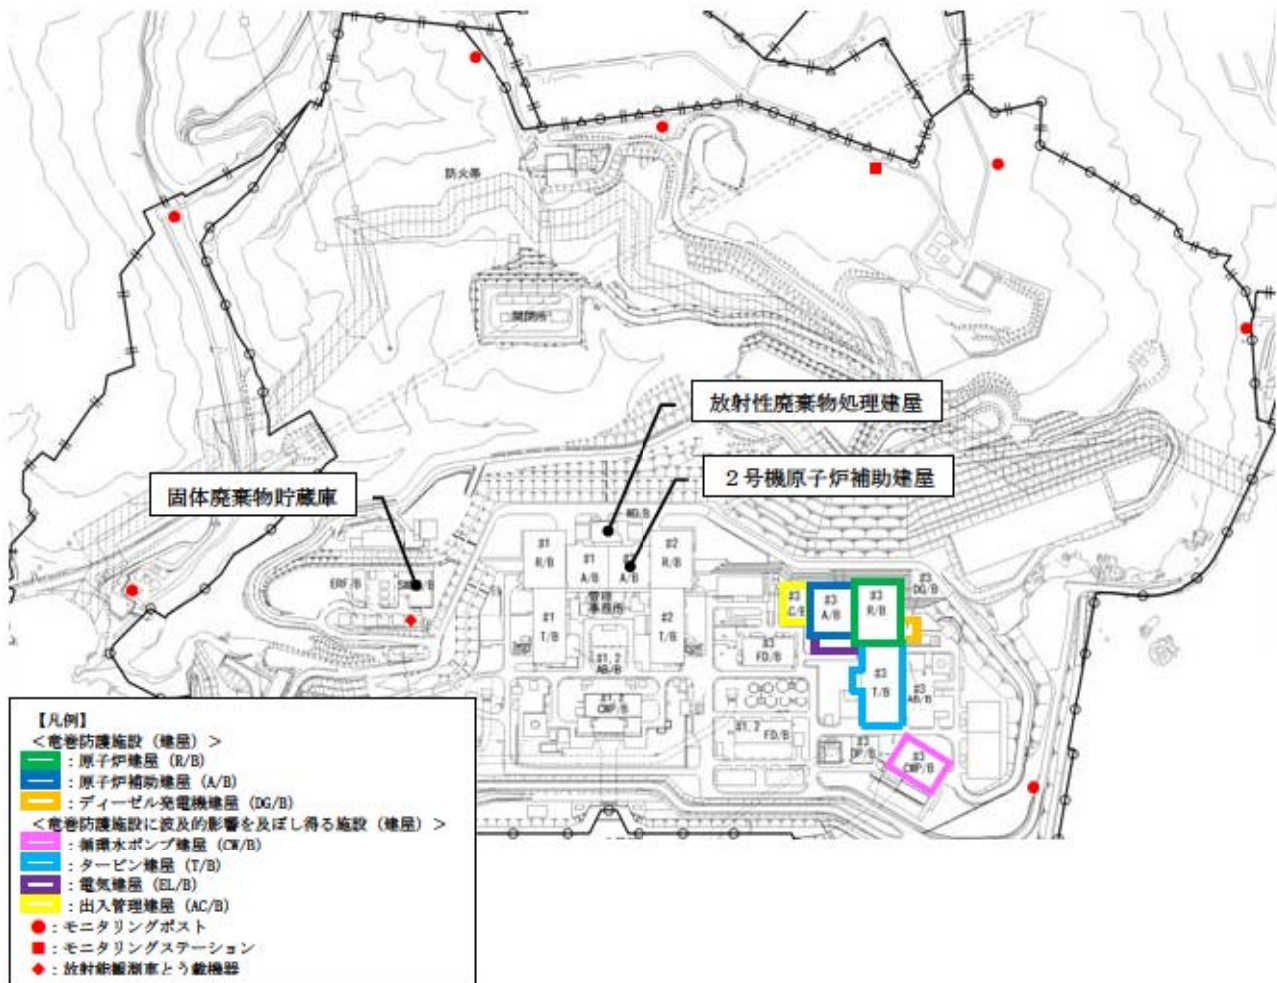 防火帯
開閉所
放射性廃棄物処理建屋
2号機原子炉補助建屋
固体廃棄物貯蔵庫
WD/B
#1
R/B
#1
A/B
A/B
#2
R/B
ERF/B
管理
事務所
#1
T/B
#2
T/B
#1,2
AB/B
CWP/B
#3
FD/B
#1,2
FD/B
#3
A/B
#3
R/B
#3
DG/B
#3
T/B
#3
AB/B
#3
DP/B
#3
CWP/B
【凡例】
<竜巻防護施設(建屋)>
:原子炉建屋(R/B)
:原子炉補助建屋(A/B)
:ディーゼル発電機建屋(DG/B)
<竜巻防護施設に波及的影響を及ぼし得る施設(建屋)>
:循環水ポンプ建屋(CW/B)
:タービン建屋(T/B)
:電気建屋(EL/B)
:出入管理建屋(AC/B)
:モニタリングポスト
:モニタリングステーション
:放射能観測車とう載機器